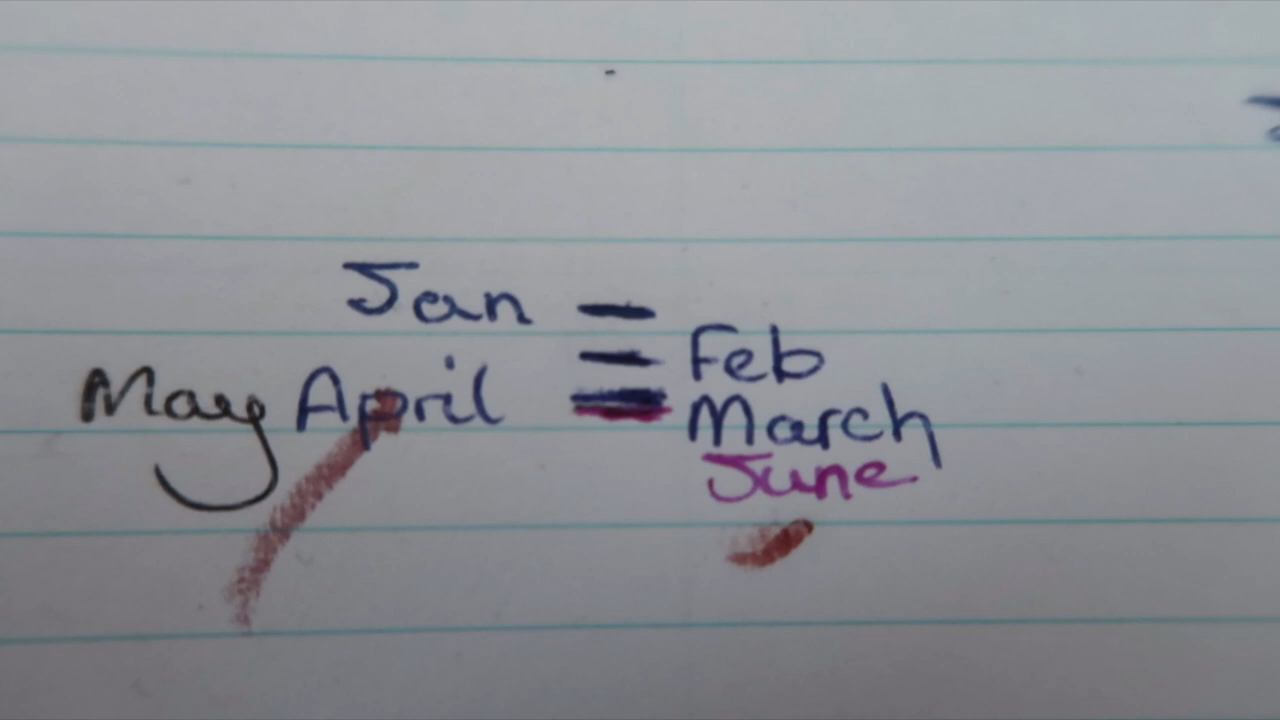 Jan –
– Feb
May April = March
June